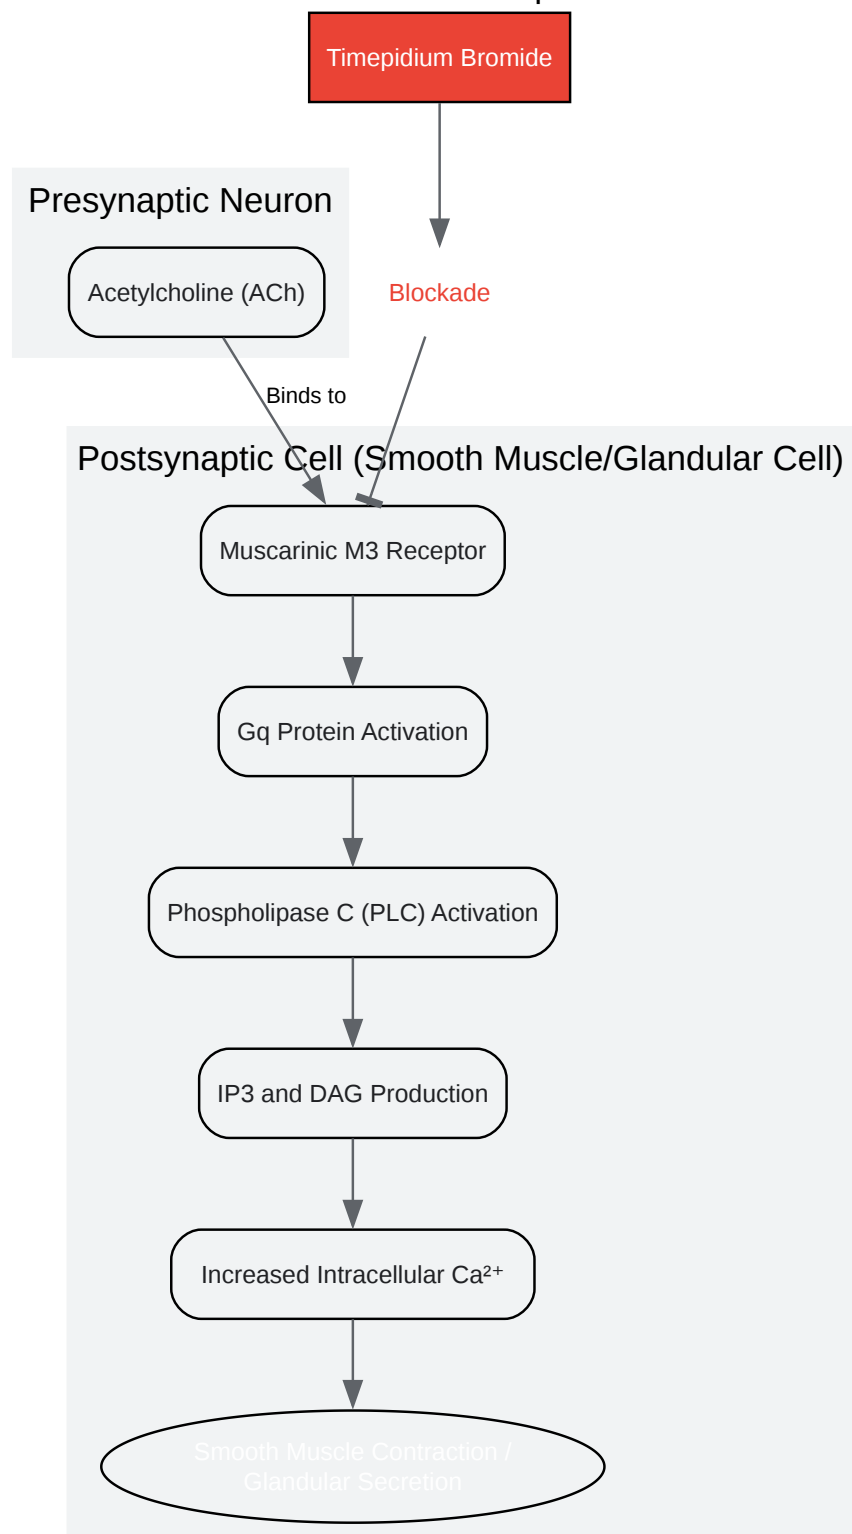 Timepidium Bromide
Presynaptic Neuron
Acetylcholine (ACh)
Blockade
Binds to
Postsynaptic Cell (Smooth Muscle/Glandular Cell)
Muscarinic M3 Receptor
Gq Protein Activation
Phospholipase C (PLC) Activation
IP3 and DAG Production
Increased Intracellular Ca²⁺
Smooth Muscle Contraction /
Glandular Secretion